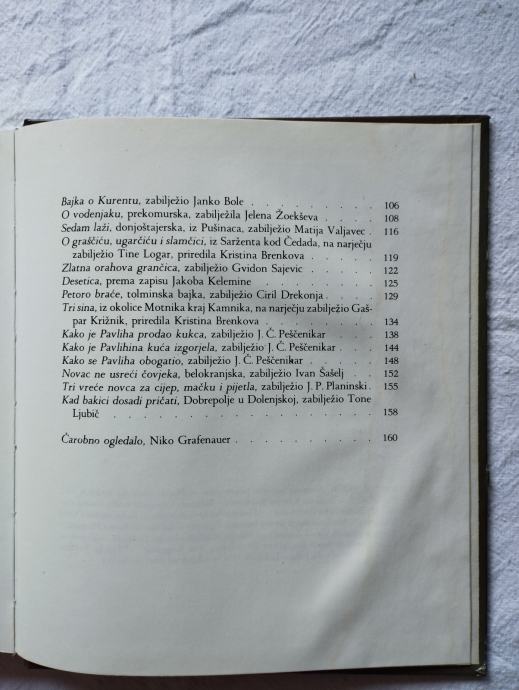 Bajka o Kurentu, zabilježio Janko Bole . . . . . . . . . 106
O vodenjaku, prekomurska, zabilježila Jelena Žoekševa . . . . . 108
Sedam laži, donjoštajerska, iz Pušinaca, zabilježio Matija Valjavec . 116
O graščiću, ugarčiću i slamčici, iz Sarženta kod Čedada, na narječju
zabilježio Tine Logar, priredila Kristina Brenkova . . . . . . 119
Zlatna orahova grančica, zabilježio Gvidon Sajevic . . . . . . 122
Desetica, prema zapisu Jakoba Kelemine . . . . . . . . . 125
Petoro braće, tolminska bajka, zabilježio Ciril Drekonja . . . . . 129
Tri sina, iz okolice Motnika kraj Kamnika, na narječju zabilježio Gaš-
par Križnik, priredila Kristina Brenkova . . . . . . . . 134
Kako je Pavliha prodao kukca, zabilježio J. Č. Peščenikar . . . . 138
Kako je Pavlihina kuća izgorjela, zabilježio J. Č. Peščenikar . . . 144
Kako se Pavliha obogatio, zabilježio J. Č. Peščenikar . . . . . 148
Novac ne usreći čovjeka, belokranjska, zabilježio Ivan Šašelj . . . 152
Tri vreće novca za cijep, mačku i pijetla, zabilježio J. P. Planinski . 155
Kad bakici dosadi pričati, Dobrepolje u Dolenjskoj, zabilježio Tone
Ljubič . . . . . . . . . . . . . . . . . 158
Čarobno ogledalo, Niko Grafenauer . . . . . . . . . . 160